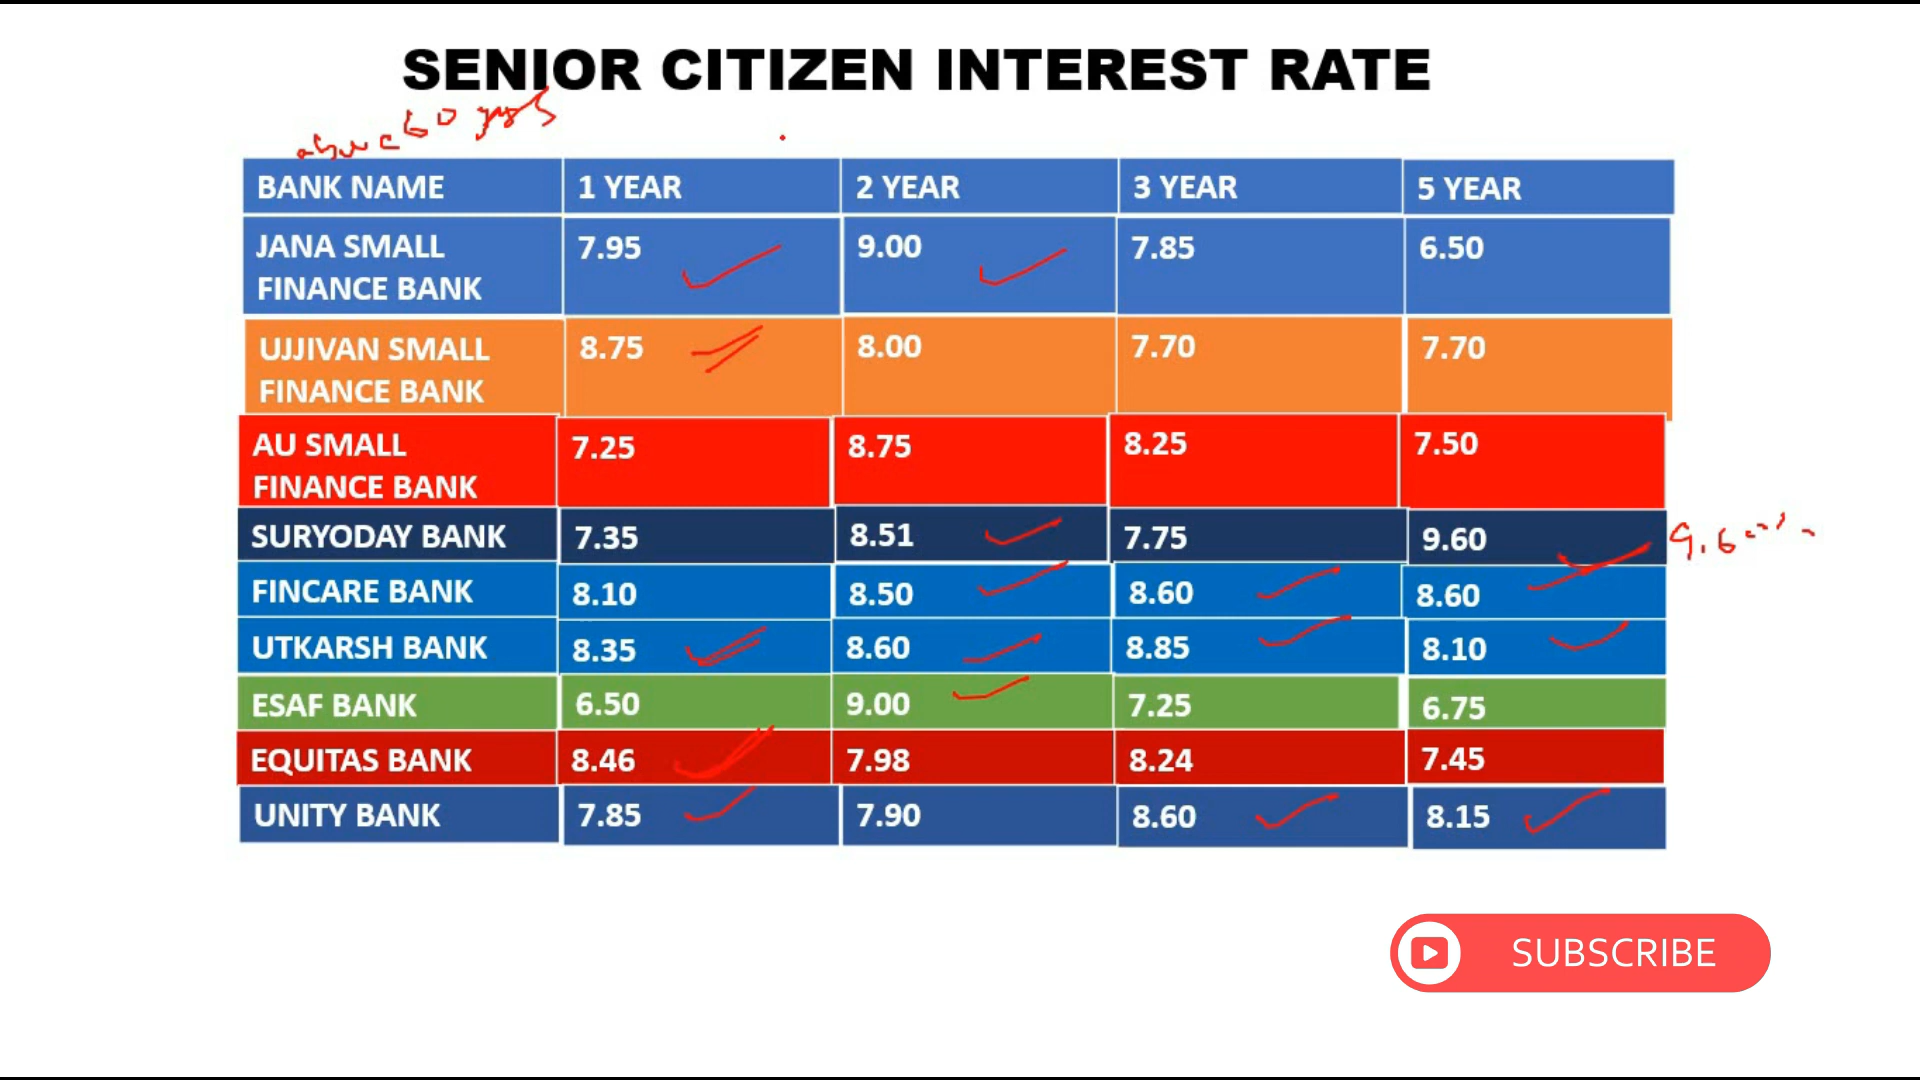 SENIOR CITIZEN INTEREST RATE
above 60 years
BANK NAME 1 YEAR 2 YEAR 3 YEAR 5 YEAR
JANA SMALL 7.95 9.00 7.85 6.50
FINANCE BANK
UJJIVAN SMALL 8.75 8.00 7.70 7.70
FINANCE BANK
AU SMALL 7.25 8.75 8.25 7.50
FINANCE BANK
SURYODAY BANK 7.35 8.51 7.75 9.60
FINCARE BANK 8.10 8.50 8.60 8.60
UTKARSH BANK 8.35 8.60 8.85 8.10
ESAF BANK 6.50 9.00 7.25 6.75
EQUITAS BANK 8.46 7.98 8.24 7.45
UNITY BANK 7.85 7.90 8.60 8.15
SUBSCRIBE